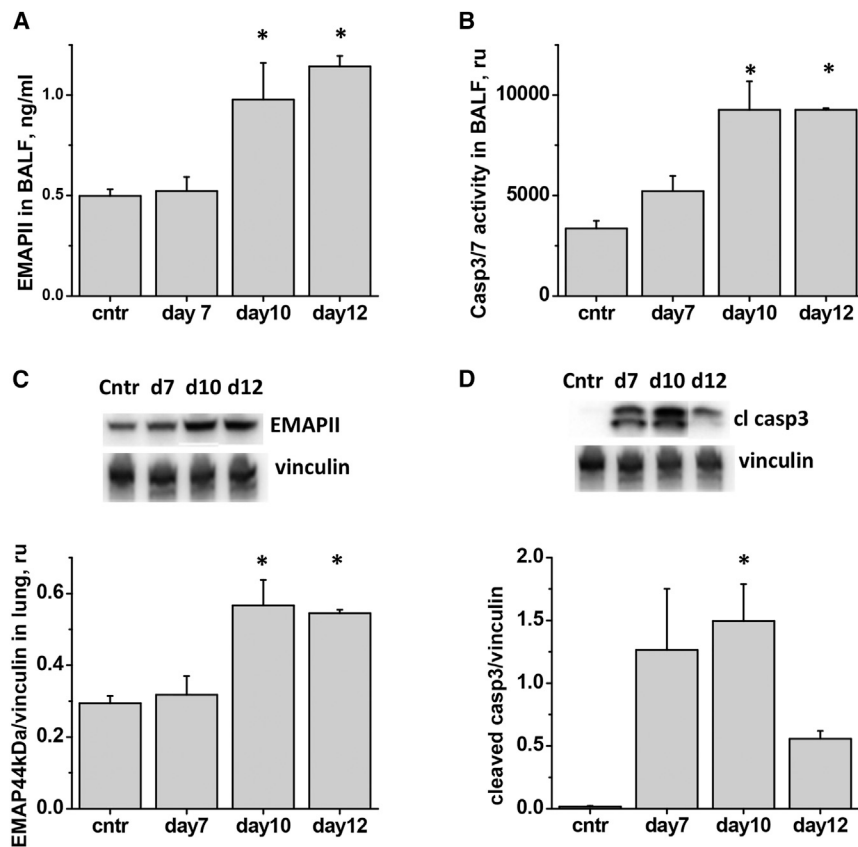 A
EMAPII in BALF, ng/ml
1.0
0.5
0.0
*
*
cntr day 7 day10 day12
B
Casp3/7 activity in BALF, ru
10000
5000
0
*
*
cntr day7 day10 day12
C
Cntr d7 d10 d12
EMAPII
vinculin
EMAP44kDa/vinculin in lung, ru
0.6
0.4
0.2
0.0
*
*
cntr day7 day10 day12
D
Cntr d7 d10 d12
cl casp3
vinculin
cleaved casp3/vinculin
2.0
1.5
1.0
0.5
0.0
*
cntr day7 day10 day12